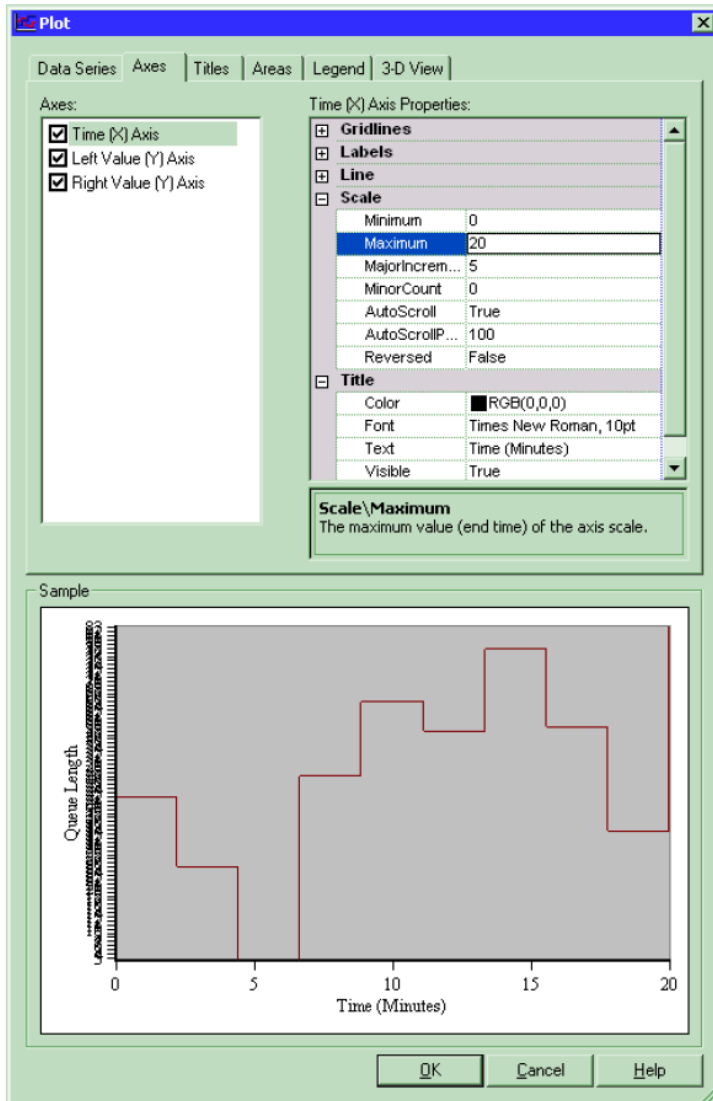 Plot
Data Series Axes Titles Areas Legend 3-D View
Axes:
Time (X) Axis
Left Value (Y) Axis
Right Value (Y) Axis
Time (X) Axis Properties:
Gridlines
Labels
Line
Scale
Minimum 0
Maximum 20
MajorIncrem... 5
MinorCount 0
AutoScroll True
AutoScrollP... 100
Reversed False
Title
Color RGB(0,0,0)
Font Times New Roman, 10pt
Text Time (Minutes)
Visible True
Scale\Maximum
The maximum value (end time) of the axis scale.
Sample
Queue Length
0 5 10 15 20
Time (Minutes)
OK Cancel Help